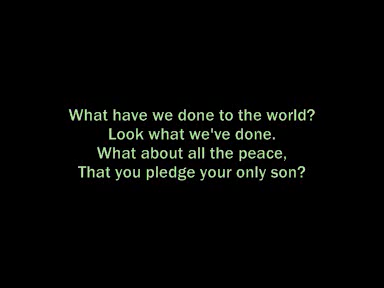 What have we done to the world?
Look what we've done.
What about all the peace,
That you pledge your only son?